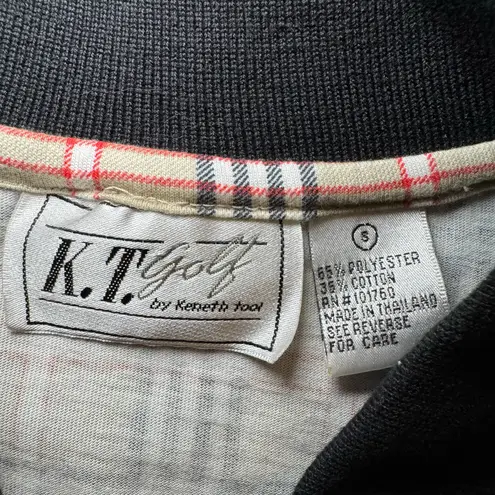 K.T. Golf
by Keneth tool
S
65% POLYESTER
35% COTTON
RN#101760
MADE IN THAILAND
SEE REVERSE
FOR CARE